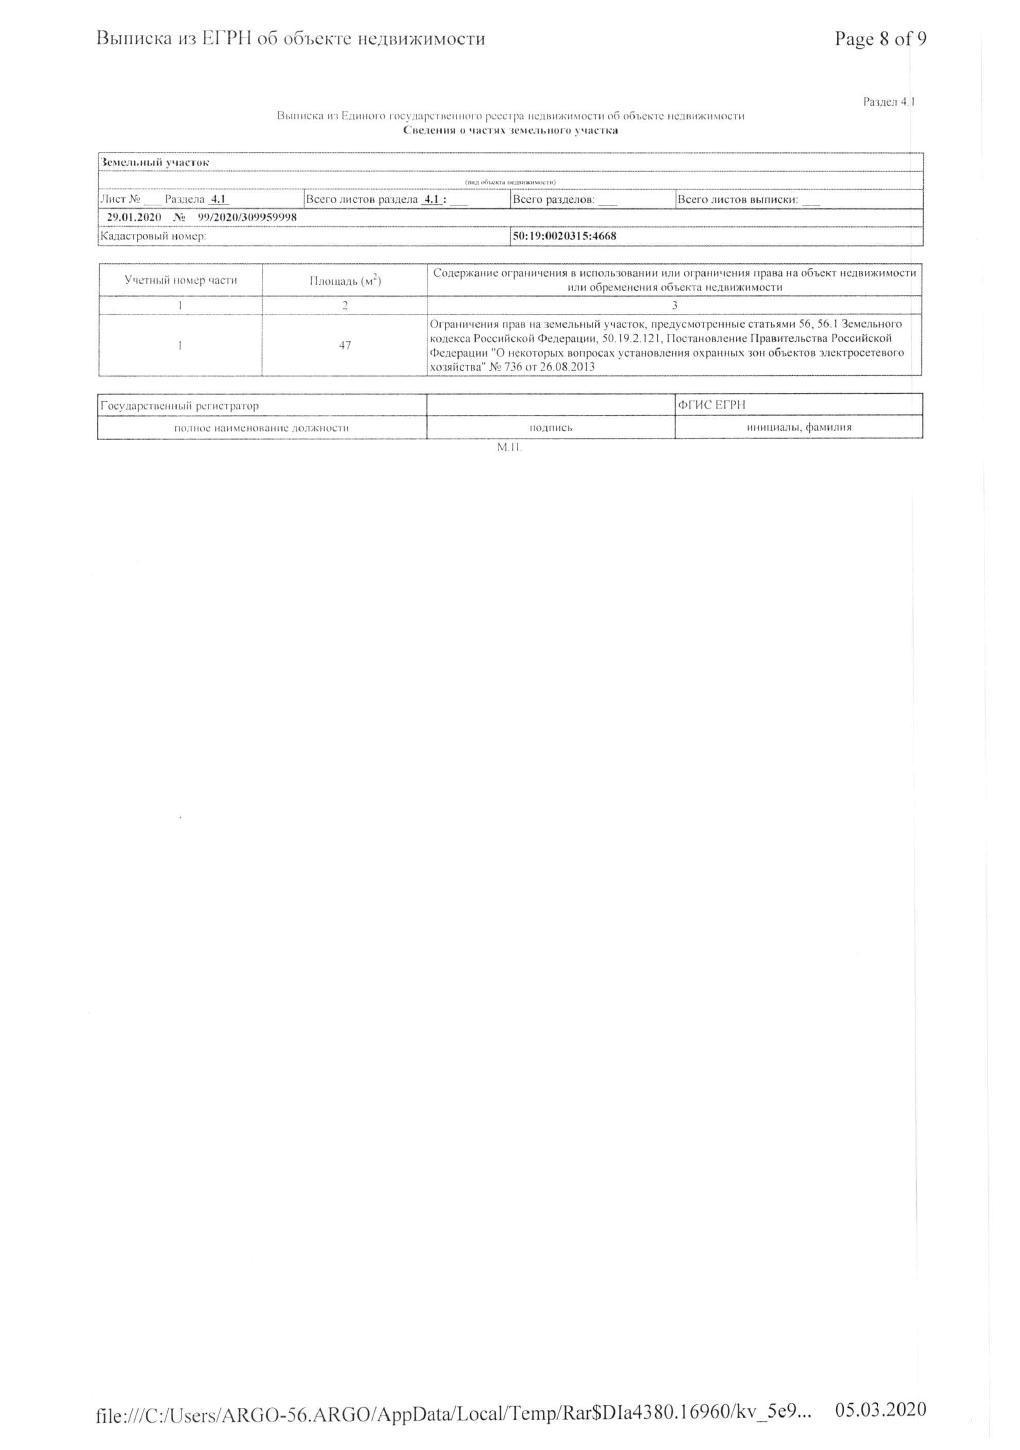 Выписка из ЕГРН об объекте недвижимости Page 8 of 9
Раздел 4.1
Выписка из Единого государственного реестра недвижимости об объекте недвижимости
Сведения о частях земельного участка
Земельный участок
(вид объекта недвижимости)
Лист № ___ Раздела 4.1 Всего листов раздела 4.1 : ___ Всего разделов: ___ Всего листов выписки: ___
29.01.2020 № 99/2020/309959998
Кадастровый номер: 50:19:0020315:4668
Учетный номер части Площадь (м²) Содержание ограничения в использовании или ограничения права на объект недвижимости
или обременения объекта недвижимости
1 2 3
1 47 Ограничения прав на земельный участок, предусмотренные статьями 56, 56.1 Земельного
кодекса Российской Федерации, 50.19.2.121, Постановление Правительства Российской
Федерации "О некоторых вопросах установления охранных зон объектов электросетевого
хозяйства" № 736 от 26.08.2013
Государственный регистратор ФГИС ЕГРН
полное наименование должности подпись инициалы, фамилия
М.П.
file:///C:/Users/ARGO-56.ARGO/AppData/Local/Temp/Rar$DIa4380.16960/kv_5e9... 05.03.2020